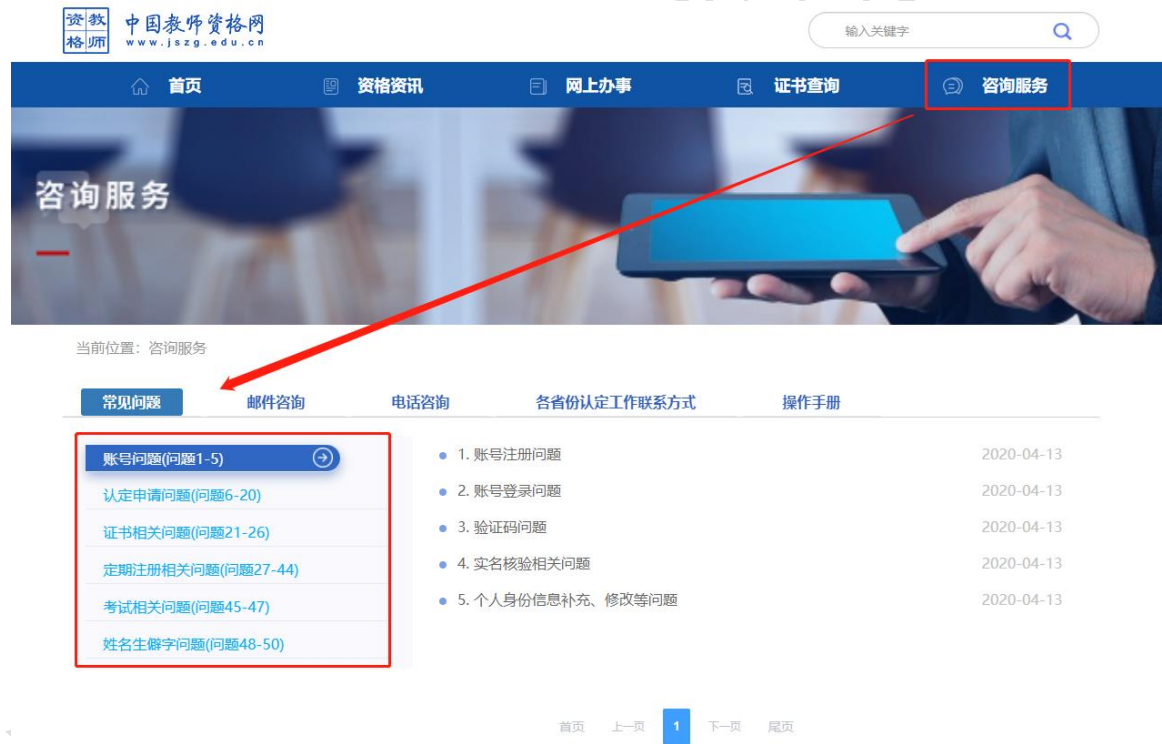 资教
格师
中国教师资格网
www.jszg.edu.cn
输入关键字
首页
资格资讯
网上办事
证书查询
咨询服务
咨询服务
当前位置：咨询服务
常见问题
邮件咨询
电话咨询
各省份认定工作联系方式
操作手册
账号问题(问题1-5)
认定申请问题(问题6-20)
证书相关问题(问题21-26)
定期注册相关问题(问题27-44)
考试相关问题(问题45-47)
姓名生僻字问题(问题48-50)
1. 账号注册问题 2020-04-13
2. 账号登录问题 2020-04-13
3. 验证码问题 2020-04-13
4. 实名核验相关问题 2020-04-13
5. 个人身份信息补充、修改等问题 2020-04-13
首页 上一页 1 下一页 尾页